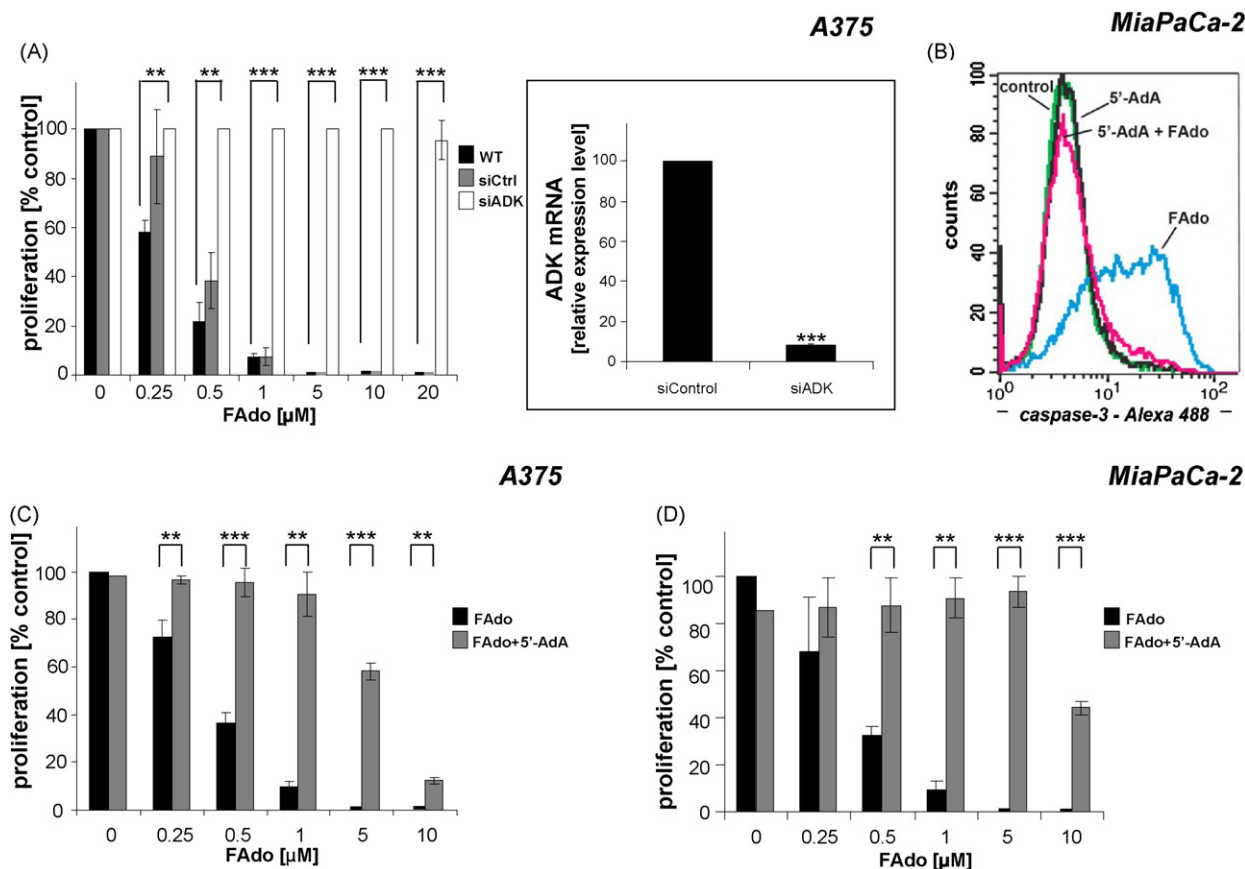 A375
MiaPaCa-2
(A)
** ** *** *** *** ***
proliferation [% control]
100
80
60
40
20
0
0 0.25 0.5 1 5 10 20
FAdo [µM]
WT
siCtrl
siADK
ADK mRNA
[relative expression level]
100
100
80
60
40
20
0
***
siControl siADK
(B)
counts
100
80
60
40
20
0
control
5'-AdA
5'-AdA + FAdo
FAdo
10⁰ 10¹ 10²
– caspase-3 - Alexa 488 –
A375
MiaPaCa-2
(C)
** *** ** *** **
proliferation [% control]
100
80
60
40
20
0
0 0.25 0.5 1 5 10
FAdo [µM]
FAdo
FAdo+5'-AdA
(D)
** ** *** ***
proliferation [% control]
100
80
60
40
20
0
0 0.25 0.5 1 5 10
FAdo [µM]
FAdo
FAdo+5'-AdA